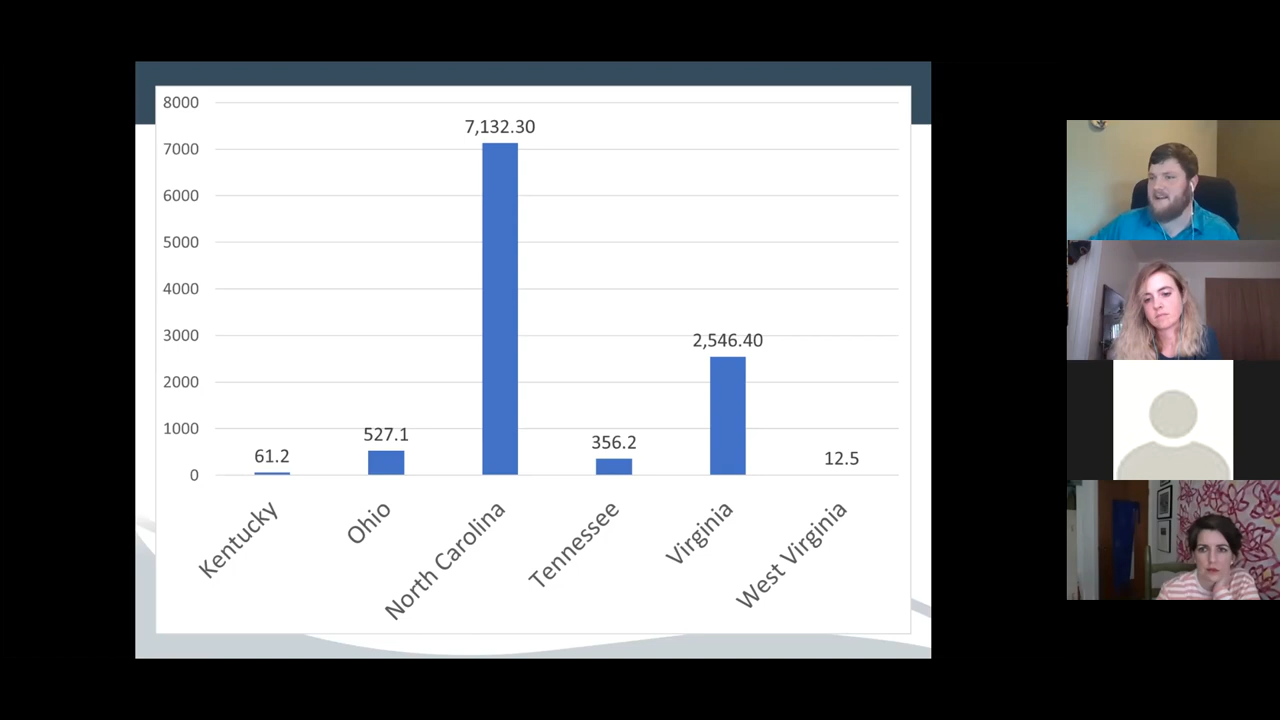 8000
7,132.30
7000
6000
5000
4000
3000
2,546.40
2000
1000
527.1
356.2
61.2
12.5
0
Kentucky
Ohio
North Carolina
Tennessee
Virginia
West Virginia